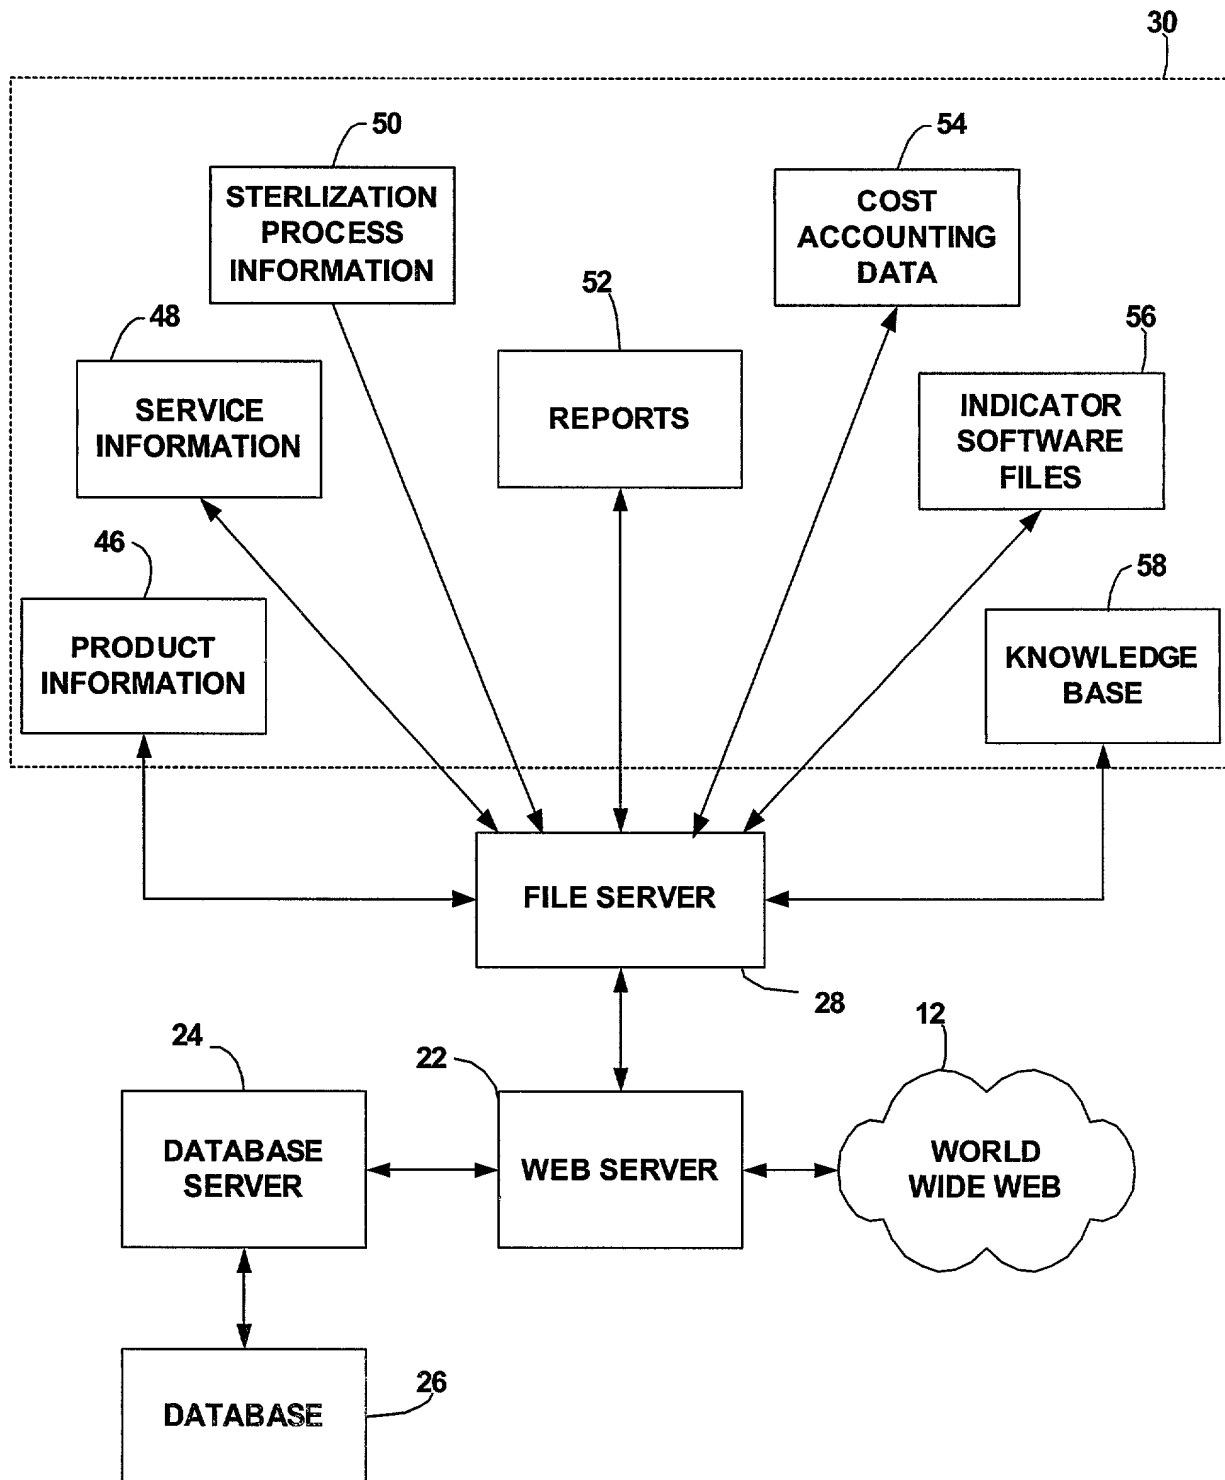 30
50
54
STERLIZATION
PROCESS
INFORMATION
COST
ACCOUNTING
DATA
52
48
56
SERVICE
INFORMATION
REPORTS
INDICATOR
SOFTWARE
FILES
46
58
PRODUCT
INFORMATION
KNOWLEDGE
BASE
FILE SERVER
28
12
24
22
DATABASE
SERVER
WEB SERVER
WORLD
WIDE WEB
26
DATABASE